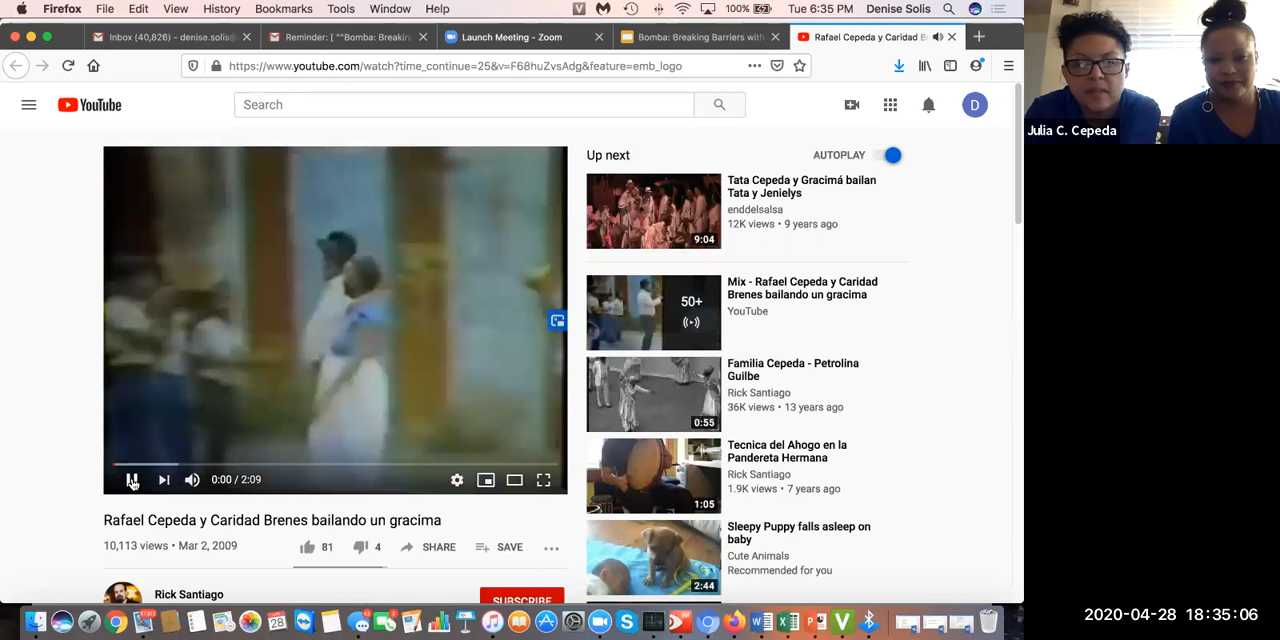 Firefox File Edit View History Bookmarks Tools Window Help 100% Tue 6:35 PM Denise Solis
Inbox (40,826) - denise.solis@
Reminder: [ **Bomba: Breakin
Launch Meeting - Zoom
Bomba: Breaking Barriers with
Rafael Cepeda y Caridad B
https://www.youtube.com/watch?time_continue=25&v=F68huZvsAdg&feature=emb_logo
YouTube
Search
D
Julia C. Cepeda
Up next
AUTOPLAY
Tata Cepeda y Gracimá bailan
Tata y Jenielys
enddelsalsa
12K views • 9 years ago
9:04
Mix - Rafael Cepeda y Caridad
Brenes bailando un gracima
YouTube
50+
Familia Cepeda - Petrolina
Guilbe
Rick Santiago
36K views • 13 years ago
0:55
Tecnica del Ahogo en la
Pandereta Hermana
Rick Santiago
1.9K views • 7 years ago
1:05
Sleepy Puppy falls asleep on
baby
Cute Animals
Recommended for you
2:44
0:00 / 2:09
Rafael Cepeda y Caridad Brenes bailando un gracima
10,113 views • Mar 2, 2009
81
4
SHARE
SAVE
Rick Santiago
SUBSCRIBE
2020-04-28 18:35:06